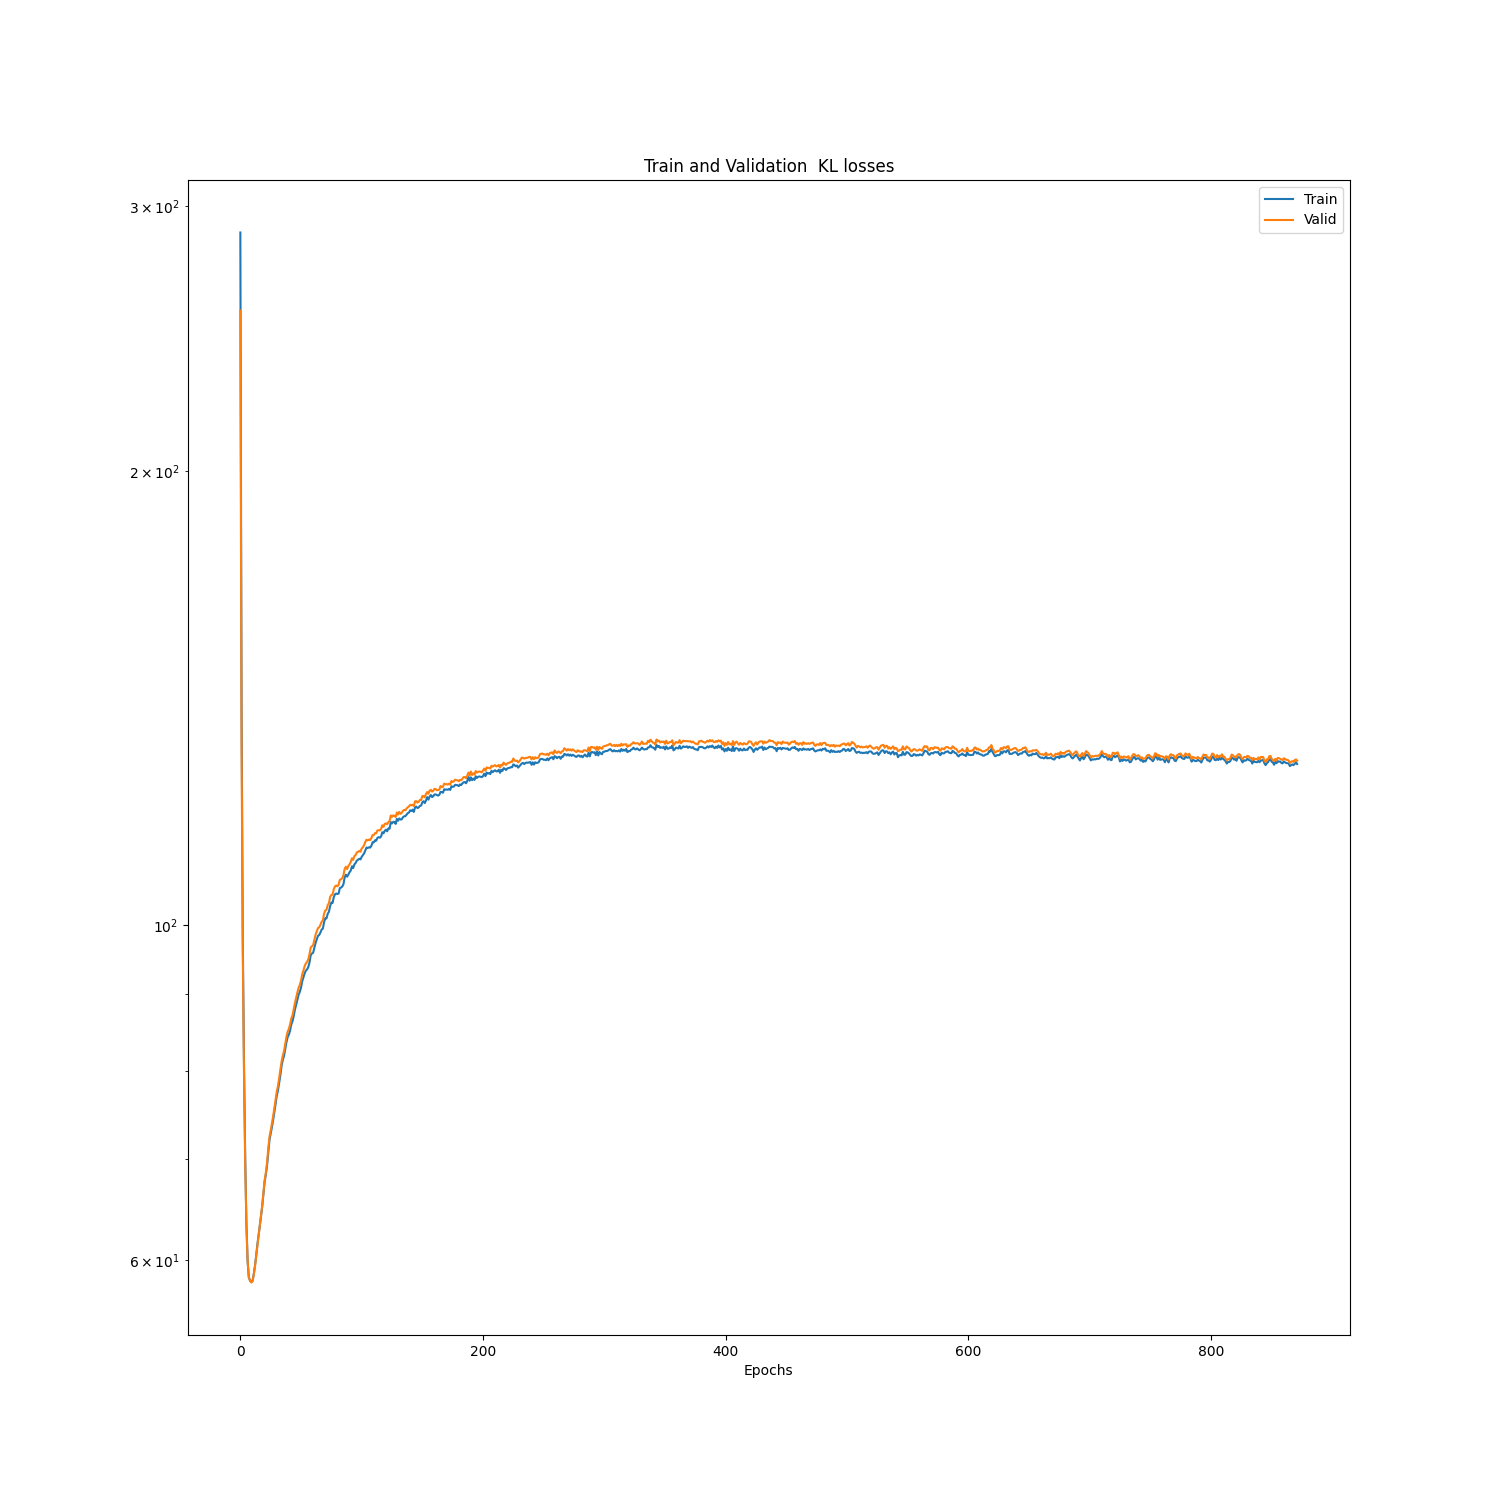 Train and Validation  KL losses
Train
Valid
3 × 10²
2 × 10²
10²
6 × 10¹
0 200 400 600 800
Epochs